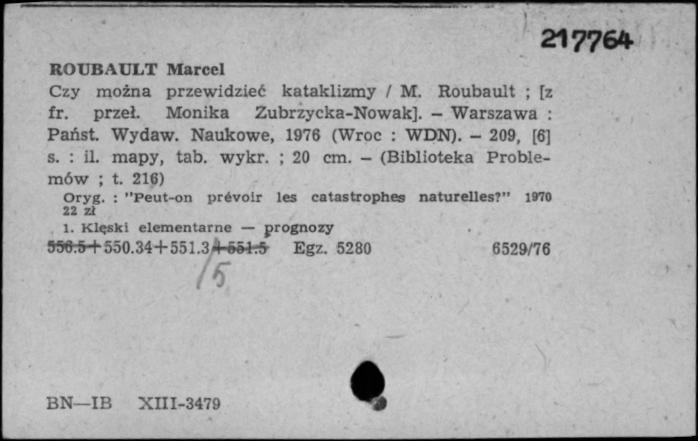 217764
ROUBAULT Marcel
Czy można przewidzieć kataklizmy / M. Roubault ; [z
fr. przeł. Monika Zubrzycka-Nowak]. — Warszawa :
Państ. Wydaw. Naukowe, 1976 (Wroc : WDN). — 209, [6]
s. : il. mapy, tab. wykr. ; 20 cm. — (Biblioteka Proble-
mów ; t. 216)
Oryg. : "Peut-on prévoir les catastrophes naturelles?" 1970
22 zł
1. Klęski elementarne — prognozy
556.5+550.34+551.3+551.5 Egz. 5280 6529/76
/5
BN—IB XIII-3479